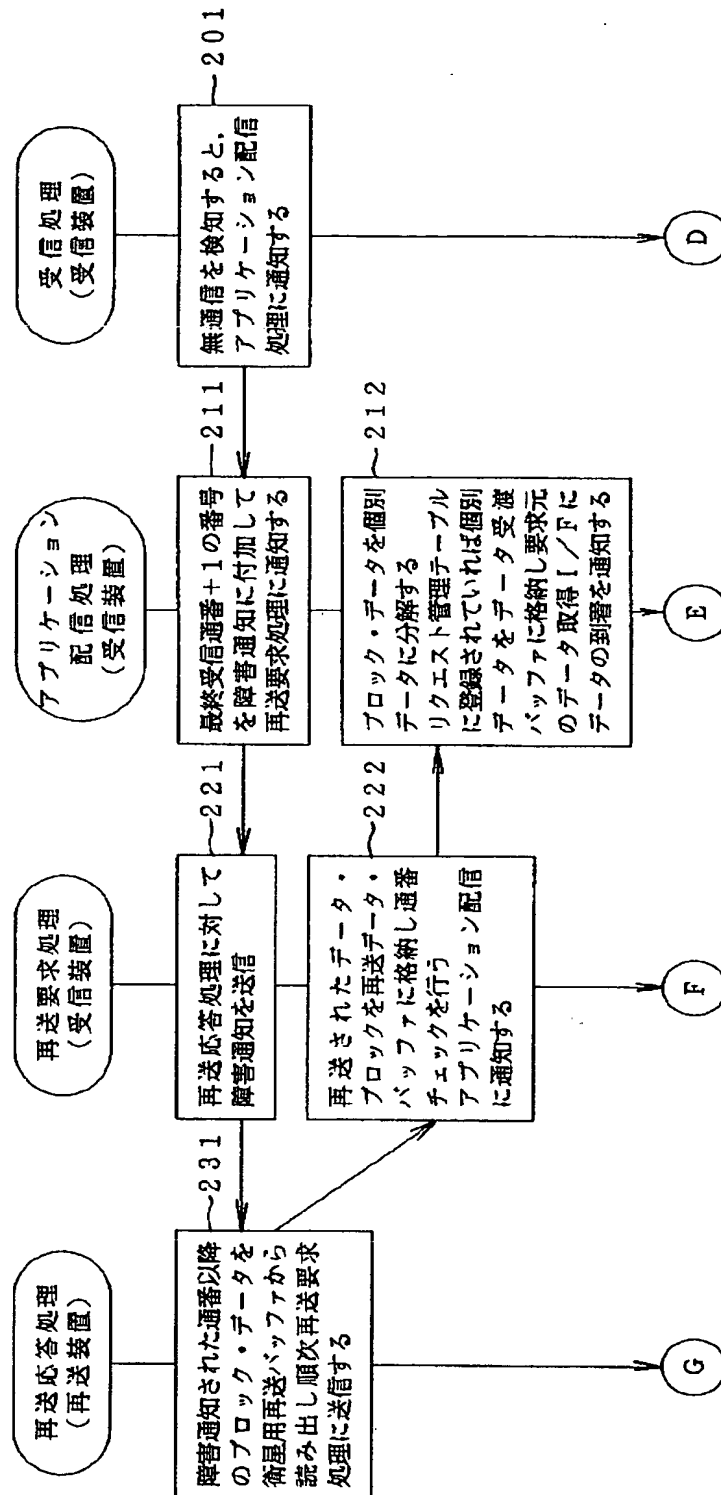 再送応答処理
（再送装置）
231
障害通知された通番以降
のブロック・データを
衛星用再送バッファから
読み出し順次再送要求
処理に送信する
G
再送要求処理
（受信装置）
221
再送応答処理に対して
障害通知を送信
222
再送されたデータ・
ブロックを再送データ・
バッファに格納し通番
チェックを行う
アプリケーション配信
に通知する
F
アプリケーション
配信処理
（受信装置）
211
最終受信通番+1の番号
を障害通知に付加して
再送要求処理に通知する
212
ブロック・データを個別
データに分解する
リクエスト管理テーブル
に登録されていれば個別
データをデータ受渡
バッファに格納し要求元
のデータ取得I／Fに
データの到着を通知する
E
受信処理
（受信装置）
201
無通信を検知すると，
アプリケーション配信
処理に通知する
D